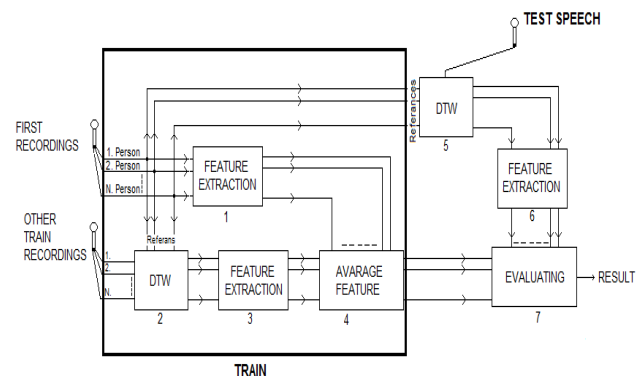 TEST SPEECH
FIRST
RECORDINGS
1. Person
2. Person
N. Person
FEATURE
EXTRACTION
1
Referances
DTW
5
FEATURE
EXTRACTION
6
OTHER
TRAIN
RECORDINGS
1.
2.
N.
Referans
DTW
2
FEATURE
EXTRACTION
3
AVARAGE
FEATURE
4
EVALUATING
7
RESULT
TRAIN